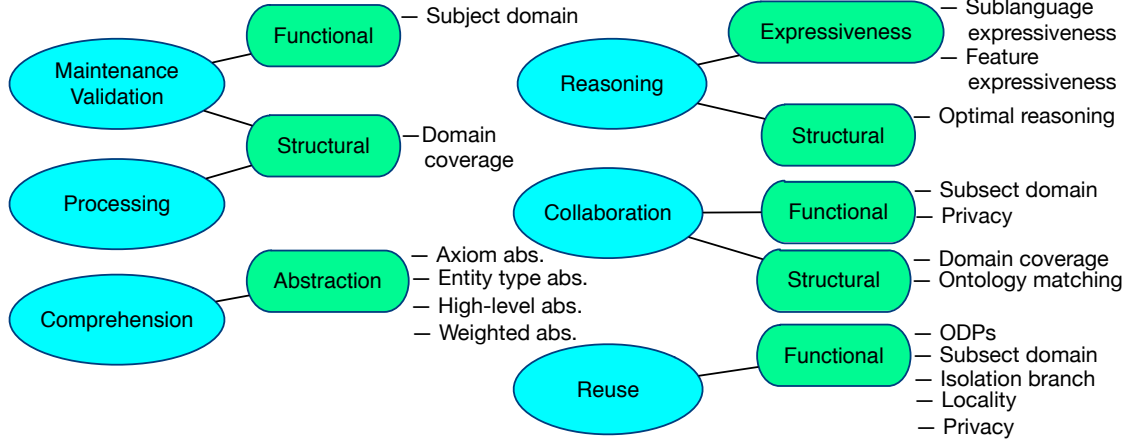 Maintenance
Validation
Functional
— Subject domain
Structural
— Domain
coverage
Processing
Comprehension
Abstraction
— Axiom abs.
— Entity type abs.
— High-level abs.
— Weighted abs.
Reasoning
Expressiveness
— Sublanguage
expressiveness
— Feature
expressiveness
Structural
— Optimal reasoning
Collaboration
Functional
— Subsect domain
— Privacy
Structural
— Domain coverage
— Ontology matching
Reuse
Functional
— ODPs
— Subsect domain
— Isolation branch
— Locality
— Privacy